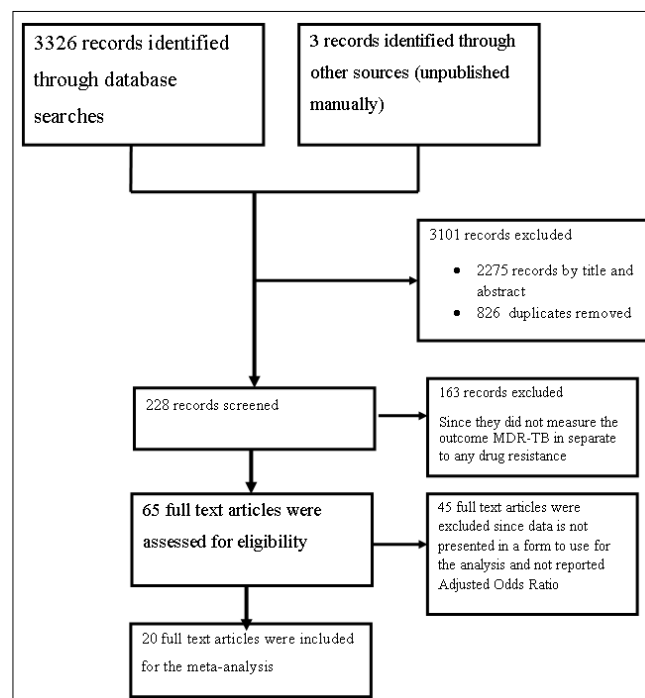 3326 records identified
through database
searches
3 records identified through
other sources (unpublished
manually)
3101 records excluded
• 2275 records by title and
abstract
• 826 duplicates removed
228 records screened
163 records excluded
Since they did not measure the
outcome MDR-TB in separate
to any drug resistance
65 full text articles were
assessed for eligibility
45 full text articles were
excluded since data is not
presented in a form to use for
the analysis and not reported
Adjusted Odds Ratio
20 full text articles were included
for the meta-analysis